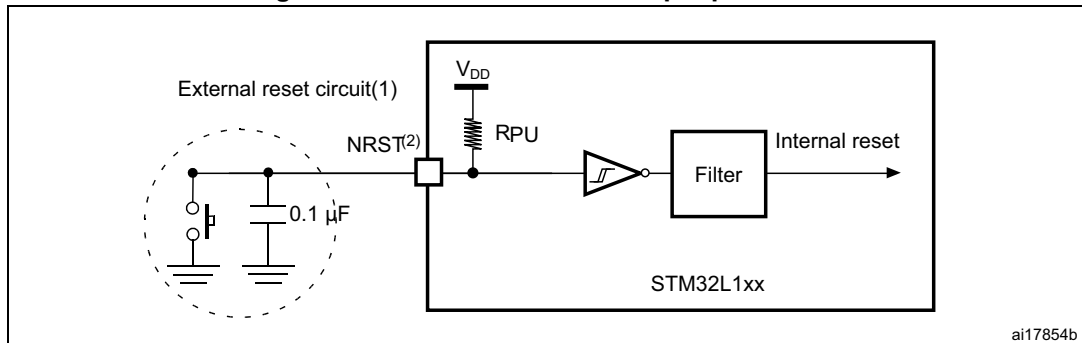 External reset circuit(1)
VDD
NRST(2)
RPU
Internal reset
Filter
0.1 µF
STM32L1xx
ai17854b